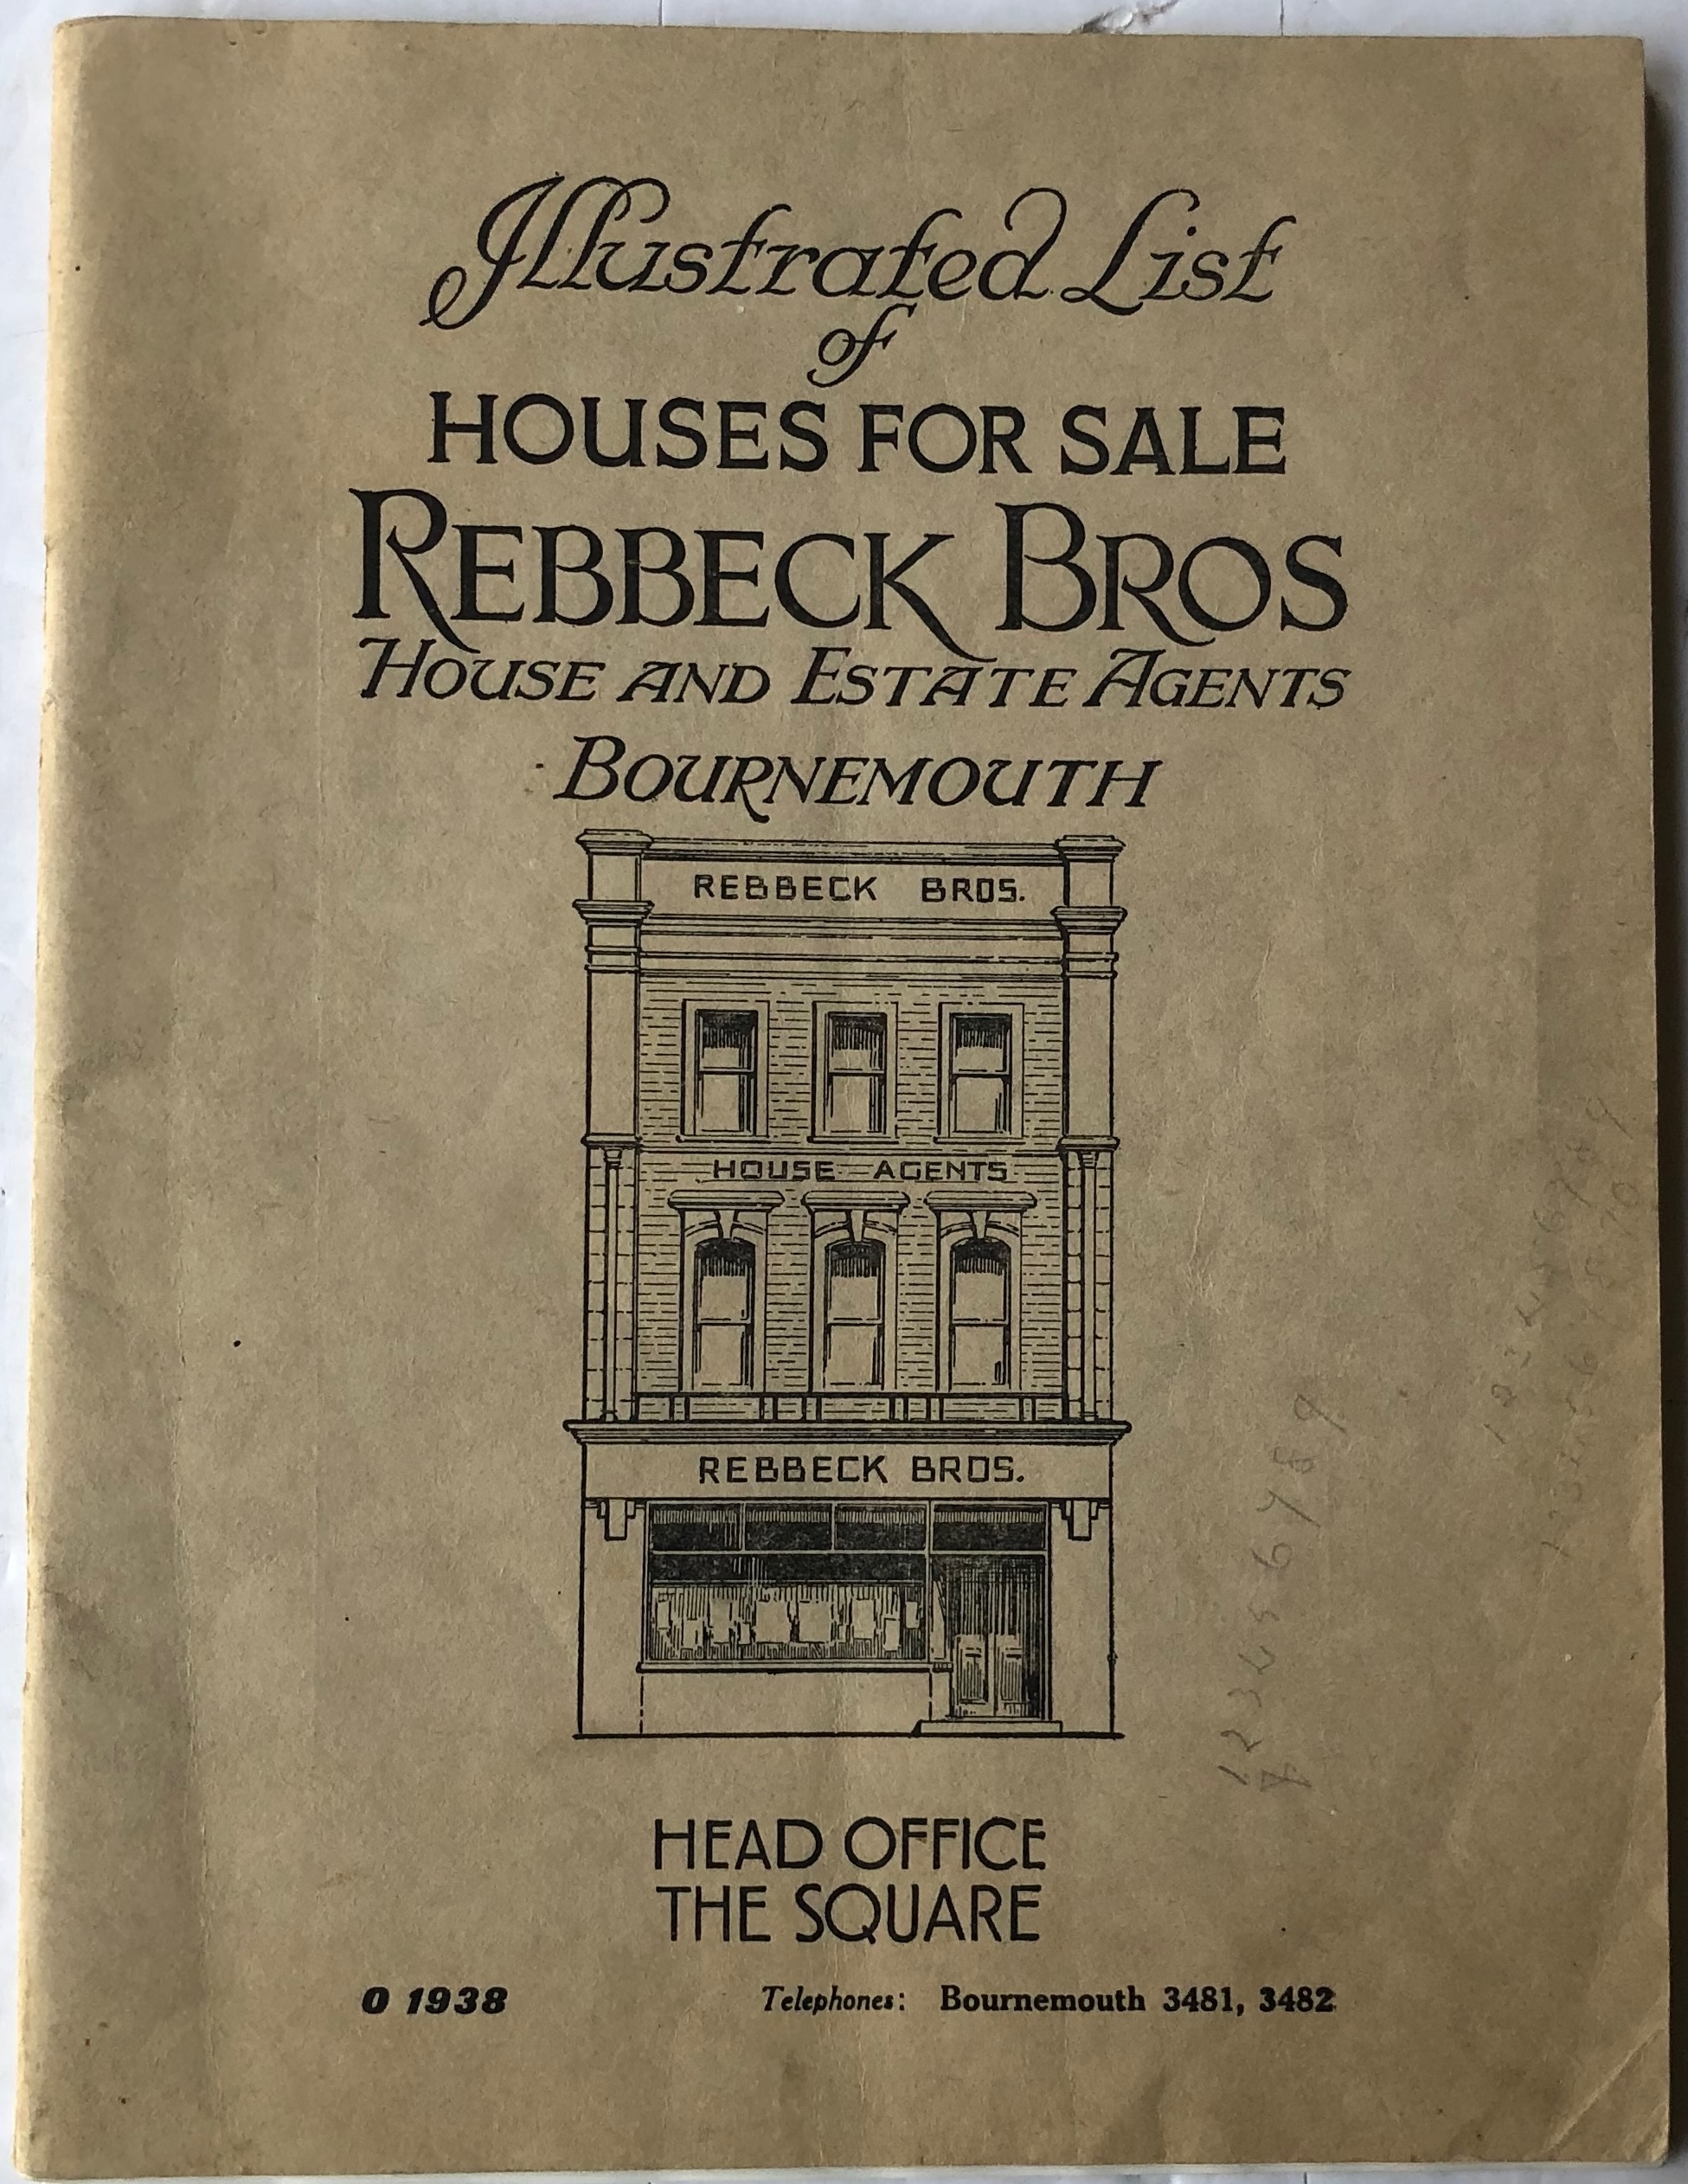 Illustrated List
of
HOUSES FOR SALE
REBBECK BROS
HOUSE AND ESTATE AGENTS
BOURNEMOUTH
REBBECK BROS.
HOUSE AGENTS
REBBECK BROS.
HEAD OFFICE
THE SQUARE
O 1938 Telephones: Bournemouth 3481, 3482